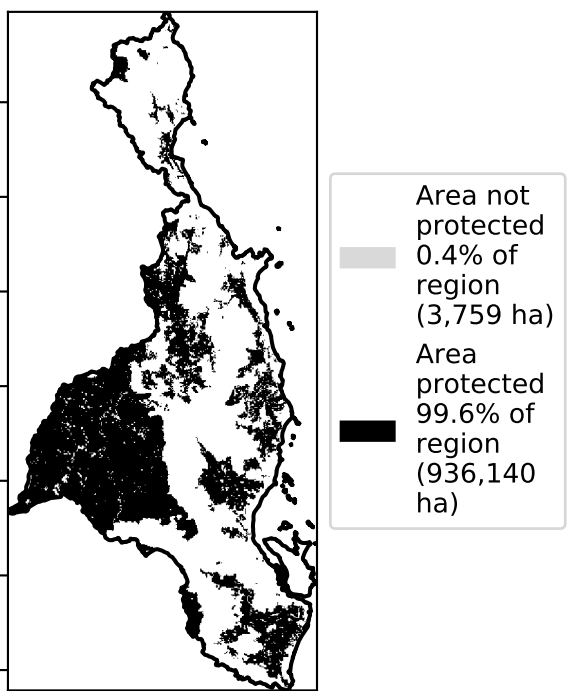 Area not
protected
0.4% of
region
(3,759 ha)
Area
protected
99.6% of
region
(936,140
ha)